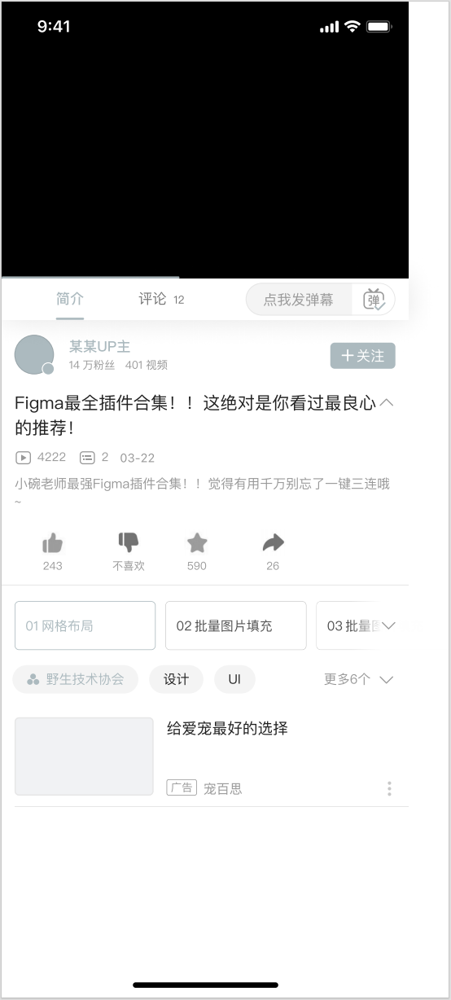 9:41
简介 评论 12 点我发弹幕 弹
某某UP主
14 万粉丝 401 视频
+关注
Figma最全插件合集！！这绝对是你看过最良心
的推荐！
4222 2 03-22
小碗老师最强Figma插件合集！！觉得有用千万别忘了一键三连哦
~
243 不喜欢 590 26
01 网格布局 02 批量图片填充 03 批量图
野生技术协会 设计 UI 更多6个
给爱宠最好的选择
广告 宠百思